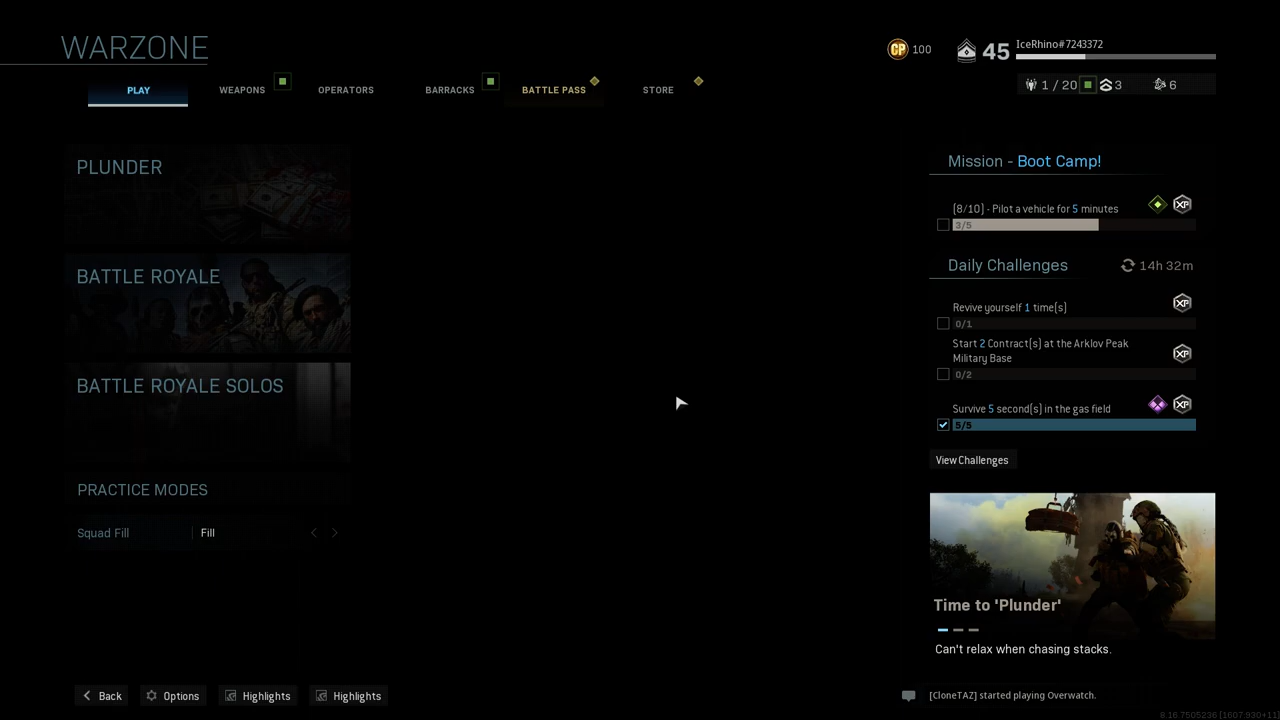 WARZONE
CP 100
45
IceRhino#7243372
PLAY
WEAPONS
OPERATORS
BARRACKS
BATTLE PASS
STORE
1 / 20
3
6
PLUNDER
BATTLE ROYALE
BATTLE ROYALE SOLOS
PRACTICE MODES
Squad Fill
Fill
Mission - Boot Camp!
[8/10] - Pilot a vehicle for 5 minutes
XP
3/5
Daily Challenges
14h 32m
Revive yourself 1 time(s)
XP
0/1
Start 2 Contract(s) at the Arklov Peak
Military Base
XP
0/2
Survive 5 second(s) in the gas field
XP
5/5
View Challenges
Time to 'Plunder'
Can't relax when chasing stacks.
Back
Options
Highlights
Highlights
[CloneTAZ] started playing Overwatch.